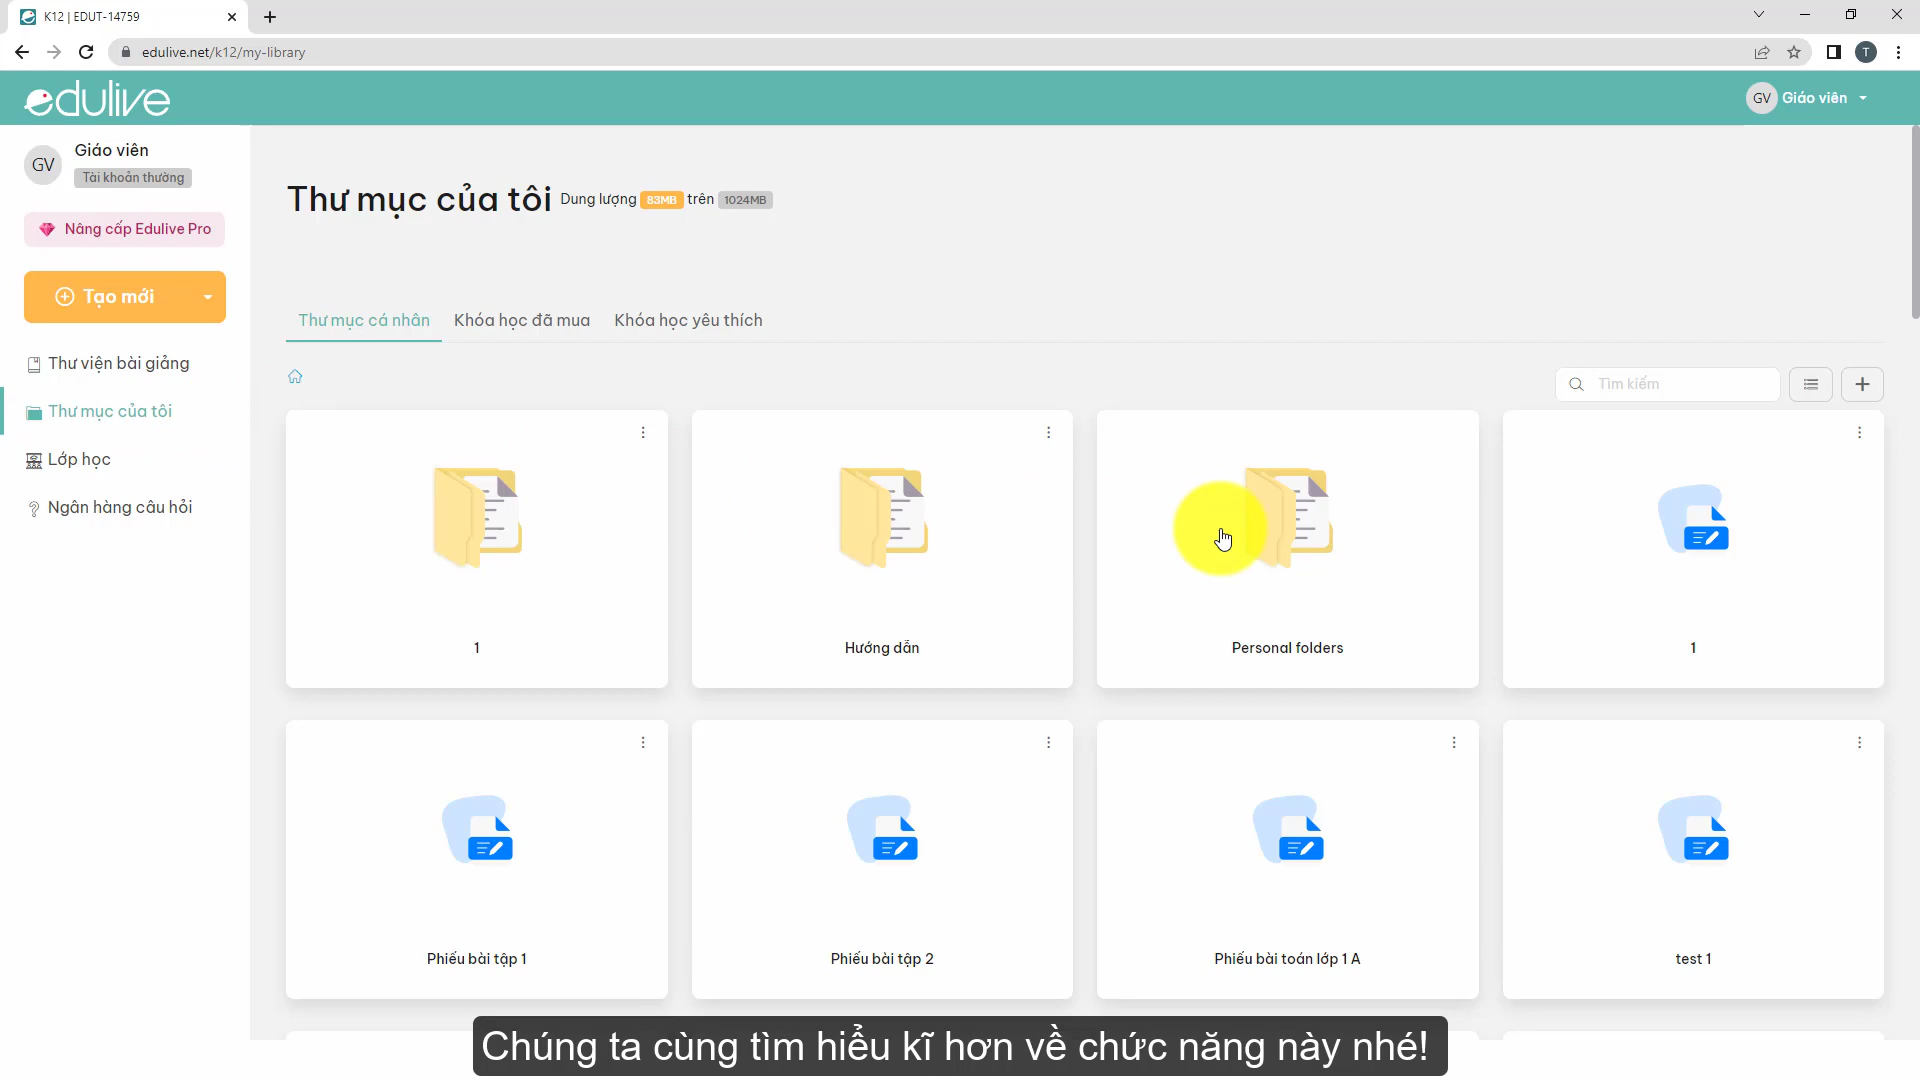 K12 | EDUT-14759
edulive.net/k12/my-library
T
edulive
GV Giáo viên
GV
Giáo viên
Tài khoản thường
Nâng cấp Edulive Pro
Tạo mới
Thư viện bài giảng
Thư mục của tôi
Lớp học
Ngân hàng câu hỏi
Thư mục của tôi Dung lượng 83MB trên 1024MB
Thư mục cá nhân Khóa học đã mua Khóa học yêu thích
Tìm kiếm
1 Hướng dẫn Personal folders 1
Phiếu bài tập 1 Phiếu bài tập 2 Phiếu bài toán lớp 1 A test 1
Chúng ta cùng tìm hiểu kĩ hơn về chức năng này nhé!